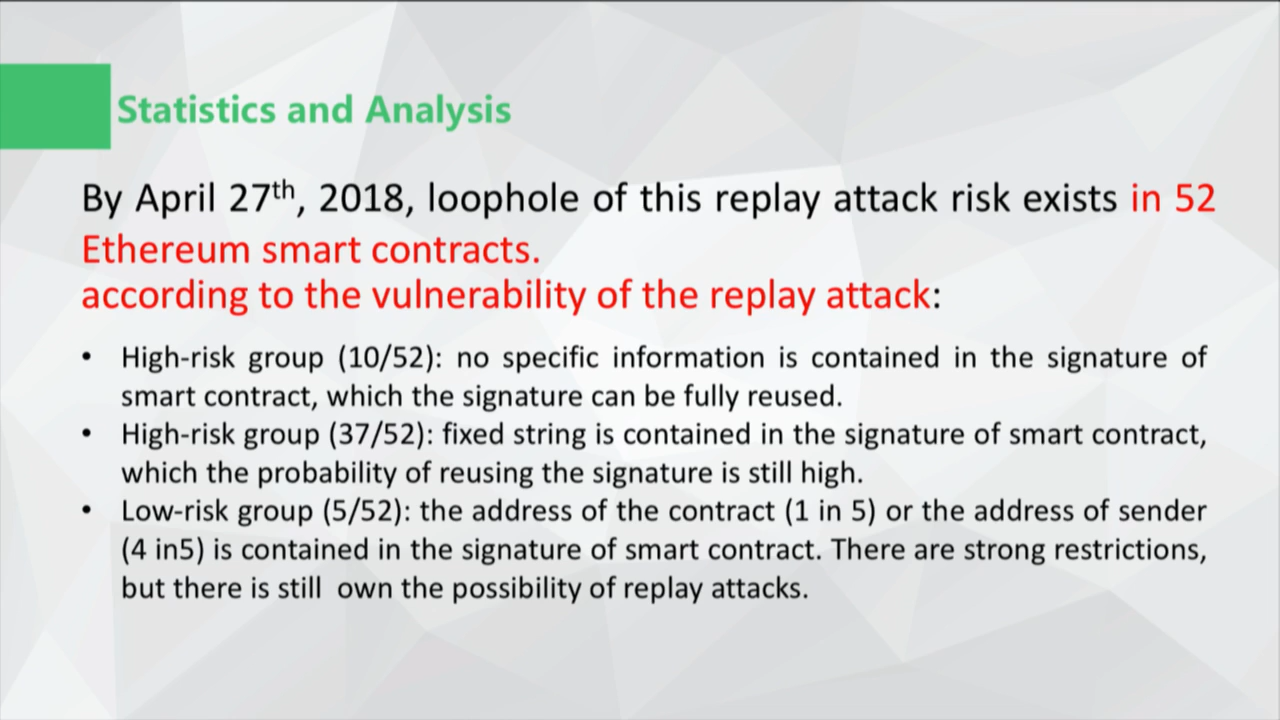 Statistics and Analysis
By April 27th, 2018, loophole of this replay attack risk exists in 52
Ethereum smart contracts.
according to the vulnerability of the replay attack:
• High-risk group (10/52): no specific information is contained in the signature of
smart contract, which the signature can be fully reused.
• High-risk group (37/52): fixed string is contained in the signature of smart contract,
which the probability of reusing the signature is still high.
• Low-risk group (5/52): the address of the contract (1 in 5) or the address of sender
(4 in5) is contained in the signature of smart contract. There are strong restrictions,
but there is still  own the possibility of replay attacks.